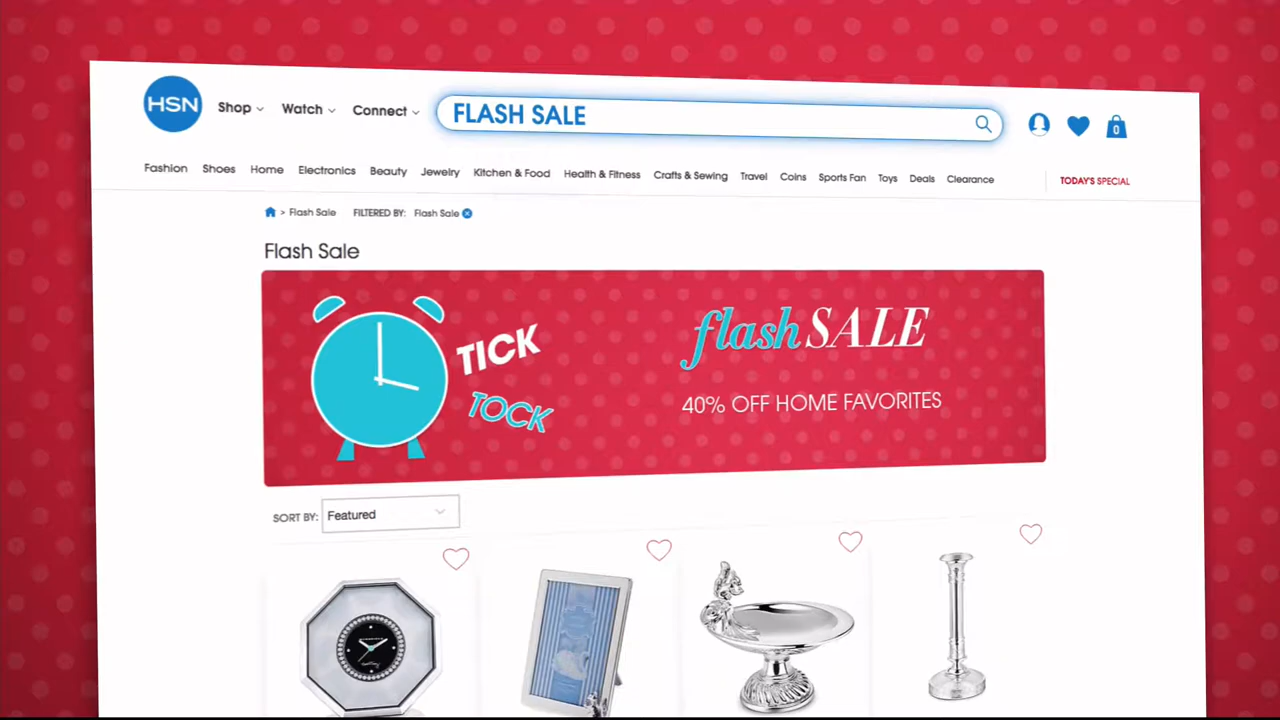 HSN Shop Watch Connect FLASH SALE 0
Fashion Shoes Home Electronics Beauty Jewelry Kitchen & Food Health & Fitness Crafts & Sewing Travel Coins Sports Fan Toys Deals Clearance TODAY'S SPECIAL
> Flash Sale FILTERED BY: Flash Sale
Flash Sale
TICK
TOCK
flash SALE
40% OFF HOME FAVORITES
SORT BY: Featured